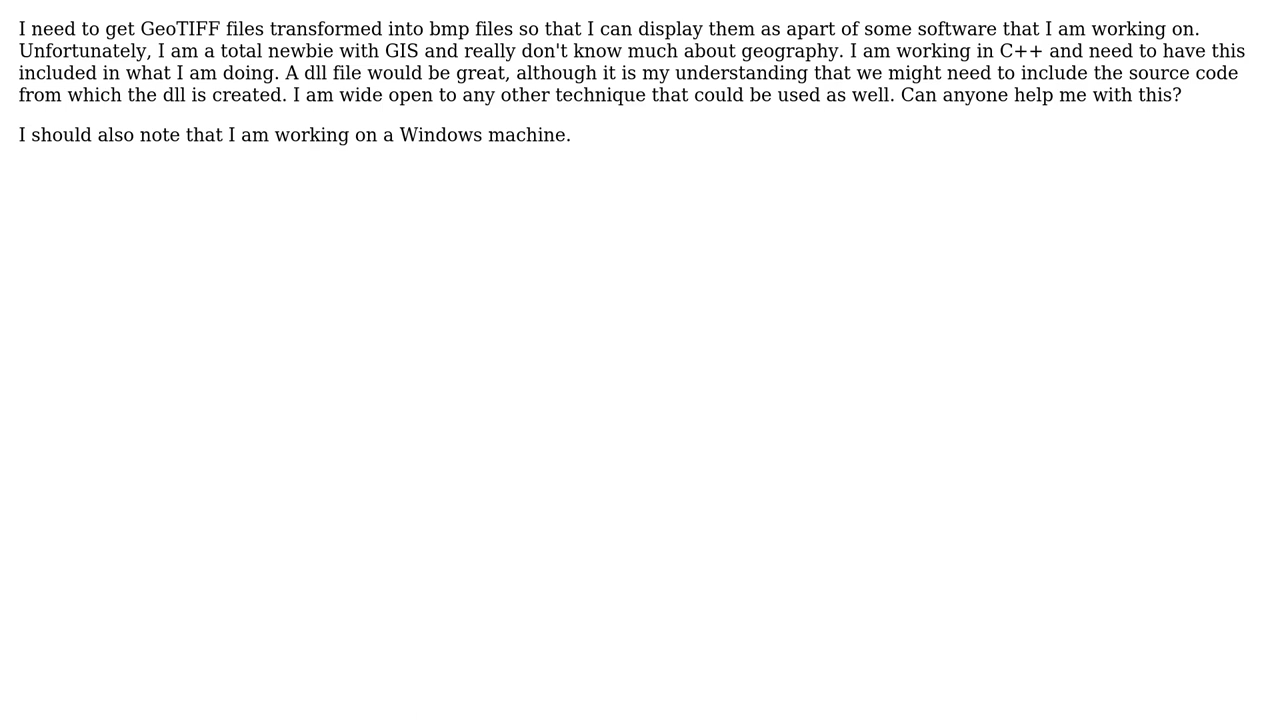 I need to get GeoTIFF files transformed into bmp files so that I can display them as apart of some software that I am working on.
Unfortunately, I am a total newbie with GIS and really don't know much about geography. I am working in C++ and need to have this
included in what I am doing. A dll file would be great, although it is my understanding that we might need to include the source code
from which the dll is created. I am wide open to any other technique that could be used as well. Can anyone help me with this?
I should also note that I am working on a Windows machine.